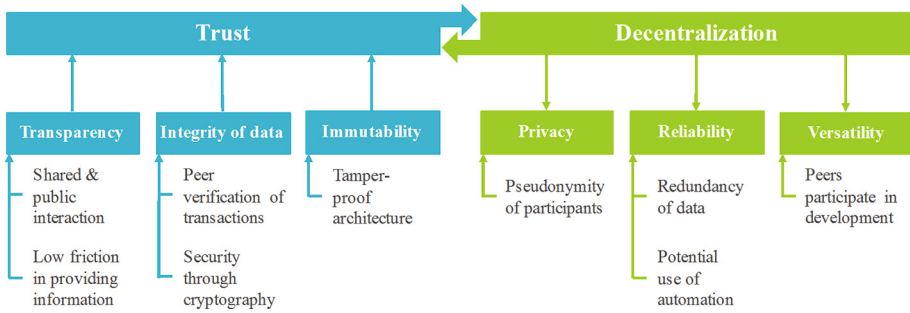 Trust
Decentralization
Transparency
Integrity of data
Immutability
Privacy
Reliability
Versatility
Shared &
public
interaction
Low friction
in providing
information
Peer
verification of
transactions
Security
through
cryptography
Tamper-
proof
architecture
Pseudonymity
of participants
Redundancy
of data
Potential
use of
automation
Peers
participate in
development